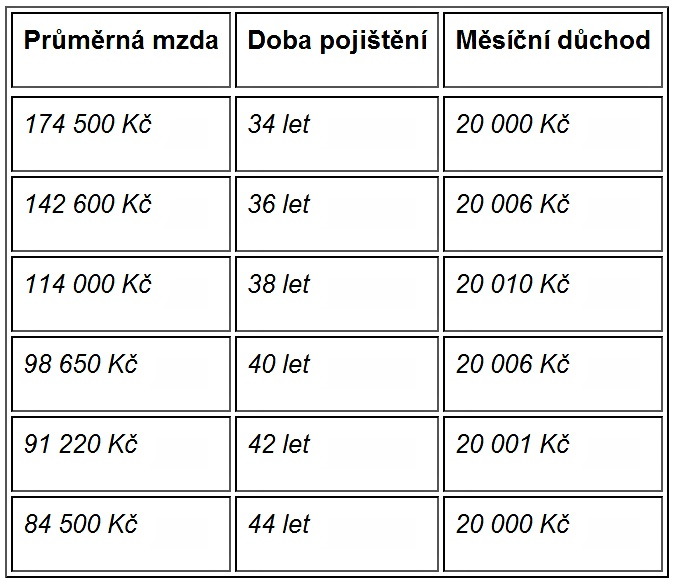 Průměrná mzda Doba pojištění Měsíční důchod
174 500 Kč 34 let 20 000 Kč
142 600 Kč 36 let 20 006 Kč
114 000 Kč 38 let 20 010 Kč
98 650 Kč 40 let 20 006 Kč
91 220 Kč 42 let 20 001 Kč
84 500 Kč 44 let 20 000 Kč